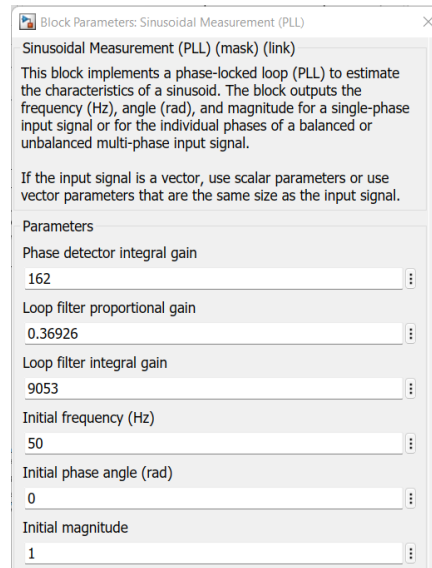 Block Parameters: Sinusoidal Measurement (PLL)
Sinusoidal Measurement (PLL) (mask) (link)
This block implements a phase-locked loop (PLL) to estimate
the characteristics of a sinusoid. The block outputs the
frequency (Hz), angle (rad), and magnitude for a single-phase
input signal or for the individual phases of a balanced or
unbalanced multi-phase input signal.
If the input signal is a vector, use scalar parameters or use
vector parameters that are the same size as the input signal.
Parameters
Phase detector integral gain
162
Loop filter proportional gain
0.36926
Loop filter integral gain
9053
Initial frequency (Hz)
50
Initial phase angle (rad)
0
Initial magnitude
1